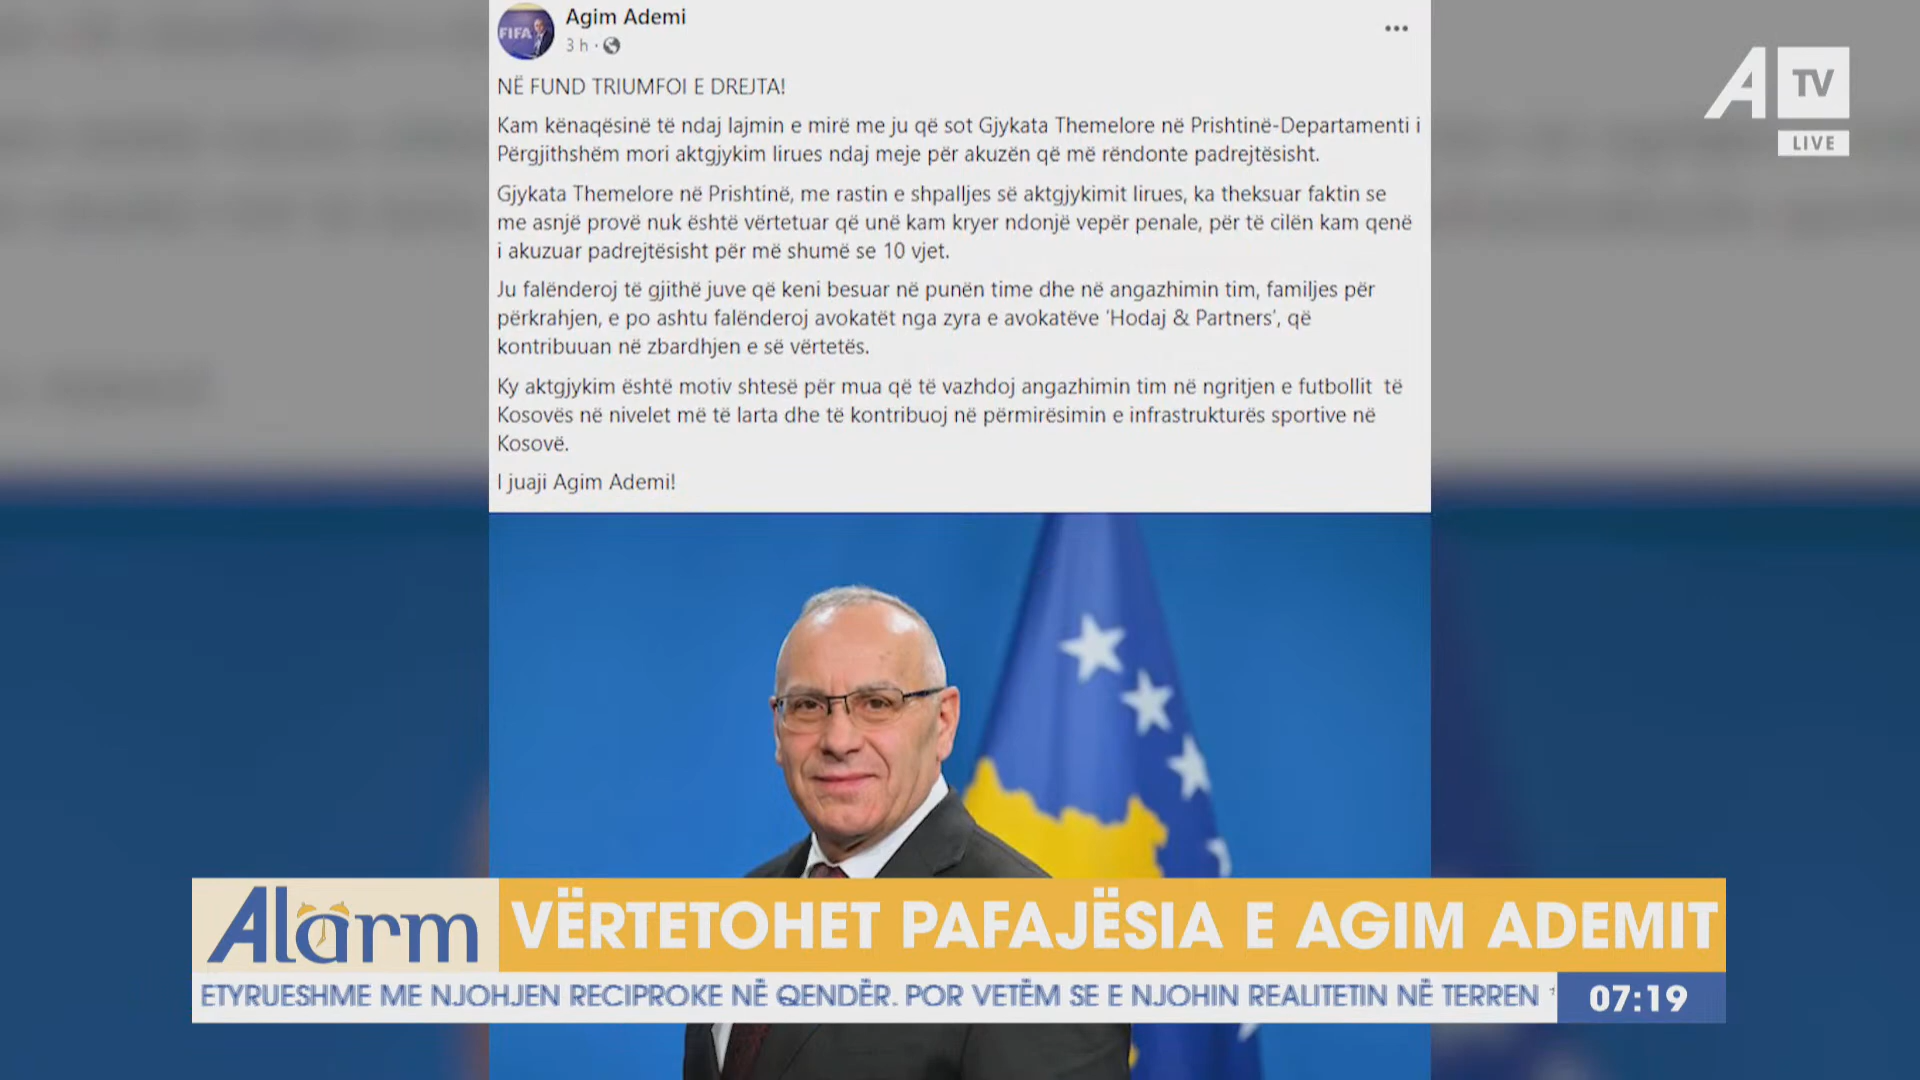 FIFA
Agim Ademi
3 h ·
NË FUND TRIUMFOI E DREJTA!
Kam kënaqësinë të ndaj lajmin e mirë me ju që sot Gjykata Themelore në Prishtinë-Departamenti i
Përgjithshëm mori aktgjykim lirues ndaj meje për akuzën që më rëndonte padrejtësisht.
Gjykata Themelore në Prishtinë, me rastin e shpalljes së aktgjykimit lirues, ka theksuar faktin se
me asnjë provë nuk është vërtetuar që unë kam kryer ndonjë vepër penale, për të cilën kam qenë
i akuzuar padrejtësisht për më shumë se 10 vjet.
Ju falënderoj të gjithë juve që keni besuar në punën time dhe në angazhimin tim, familjes për
përkrahjen, e po ashtu falënderoj avokatët nga zyra e avokatëve 'Hodaj & Partners', që
kontribuuan në zbardhjen e së vërtetës.
Ky aktgjykim është motiv shtesë për mua që të vazhdoj angazhimin tim në ngritjen e futbollit  të
Kosovës në nivelet më të larta dhe të kontribuoj në përmirësimin e infrastrukturës sportive në
Kosovë.
I juaji Agim Ademi!
A TV
LIVE
Alarm
VËRTETOHET PAFAJËSIA E AGIM ADEMIT
ETYRUESHME ME NJOHJEN RECIPROKE NË QENDËR. POR VETËM SE E NJOHIN REALITETIN NË TERREN
07:19